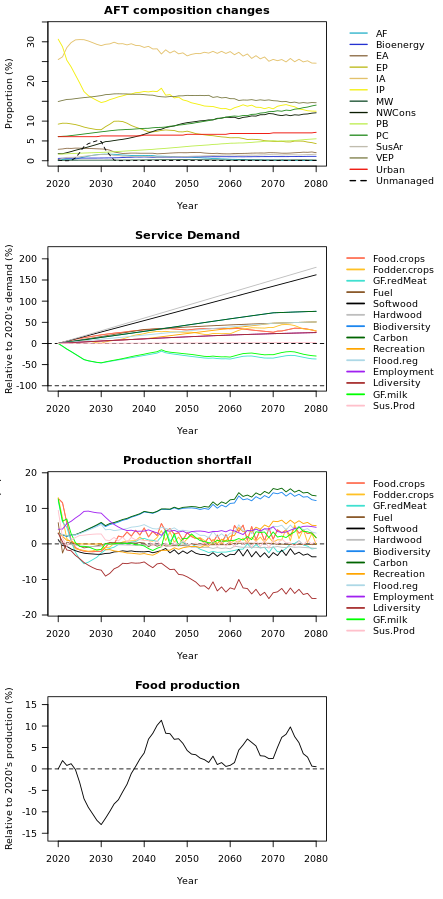 AFT composition changes
Proportion (%)
30
20
10
5
0
2020 2030 2040 2050 2060 2070 2080
Year
AF
Bioenergy
EA
EP
IA
IP
MW
NWCons
PB
PC
SusAr
VEP
Urban
Unmanaged
Service Demand
Relative to 2020's demand (%)
200
150
100
50
0
-50
-100
2020 2030 2040 2050 2060 2070 2080
Year
Food.crops
Fodder.crops
GF.redMeat
Fuel
Softwood
Hardwood
Biodiversity
Carbon
Recreation
Flood.reg
Employment
Ldiversity
GF.milk
Sus.Prod
Production shortfall
20
10
0
-10
-20
2020 2030 2040 2050 2060 2070 2080
Year
Food.crops
Fodder.crops
GF.redMeat
Fuel
Softwood
Hardwood
Biodiversity
Carbon
Recreation
Flood.reg
Employment
Ldiversity
GF.milk
Sus.Prod
Food production
Relative to 2020's production (%)
15
10
5
0
-5
-10
-15
2020 2030 2040 2050 2060 2070 2080
Year